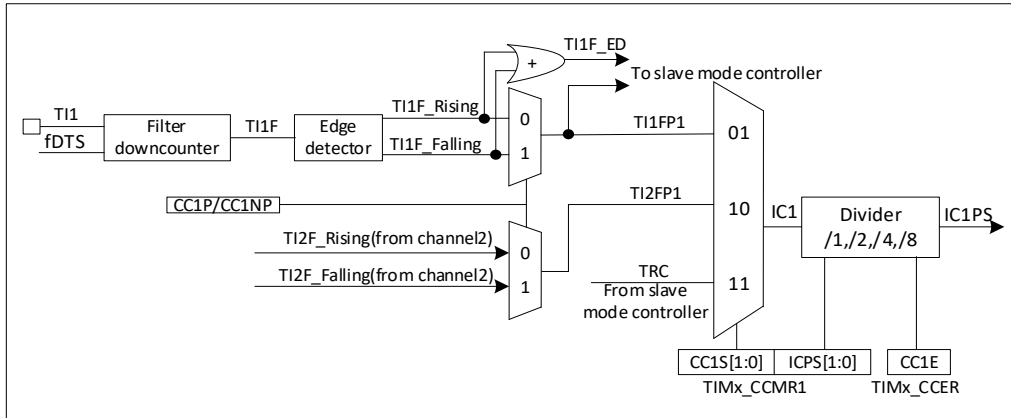 TI1F_ED
+
To slave mode controller
TI1
fDTS
Filter
downcounter
TI1F
Edge
detector
TI1F_Rising
TI1F_Falling
0
1
TI1FP1
01
CC1P/CC1NP
TI2FP1
10
IC1
Divider
/1,/2,/4,/8
IC1PS
TI2F_Rising(from channel2)
TI2F_Falling(from channel2)
0
1
TRC
From slave
mode controller
11
CC1S[1:0]
ICPS[1:0]
CC1E
TIMx_CCMR1
TIMx_CCER